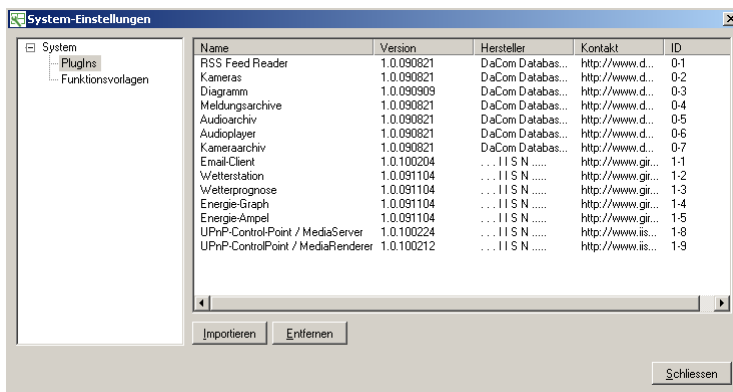 System-Einstellungen
System
PlugIns
Funktionsvorlagen
Name Version Hersteller Kontakt ID
RSS Feed Reader 1.0.090821 DaCom Databas... http://www.d... 0-1
Kameras 1.0.090821 DaCom Databas... http://www.d... 0-2
Diagramm 1.0.090909 DaCom Databas... http://www.d... 0-3
Meldungsarchive 1.0.090821 DaCom Databas... http://www.d... 0-4
Audioarchiv 1.0.090821 DaCom Databas... http://www.d... 0-5
Audioplayer 1.0.090821 DaCom Databas... http://www.d... 0-6
Kameraarchiv 1.0.090821 DaCom Databas... http://www.d... 0-7
Email-Client 1.0.100204 . . . I I S N ..... http://www.gir... 1-1
Wetterstation 1.0.091104 . . . I I S N ..... http://www.gir... 1-2
Wetterprognose 1.0.091104 . . . I I S N ..... http://www.gir... 1-3
Energie-Graph 1.0.091104 . . . I I S N ..... http://www.gir... 1-4
Energie-Ampel 1.0.091104 . . . I I S N ..... http://www.gir... 1-5
UPnP-Control-Point / MediaServer 1.0.100224 . . . I I S N ..... http://www.iis... 1-8
UPnP-ControlPoint / MediaRenderer 1.0.100212 . . . I I S N ..... http://www.iis... 1-9
Importieren Entfernen
Schliessen